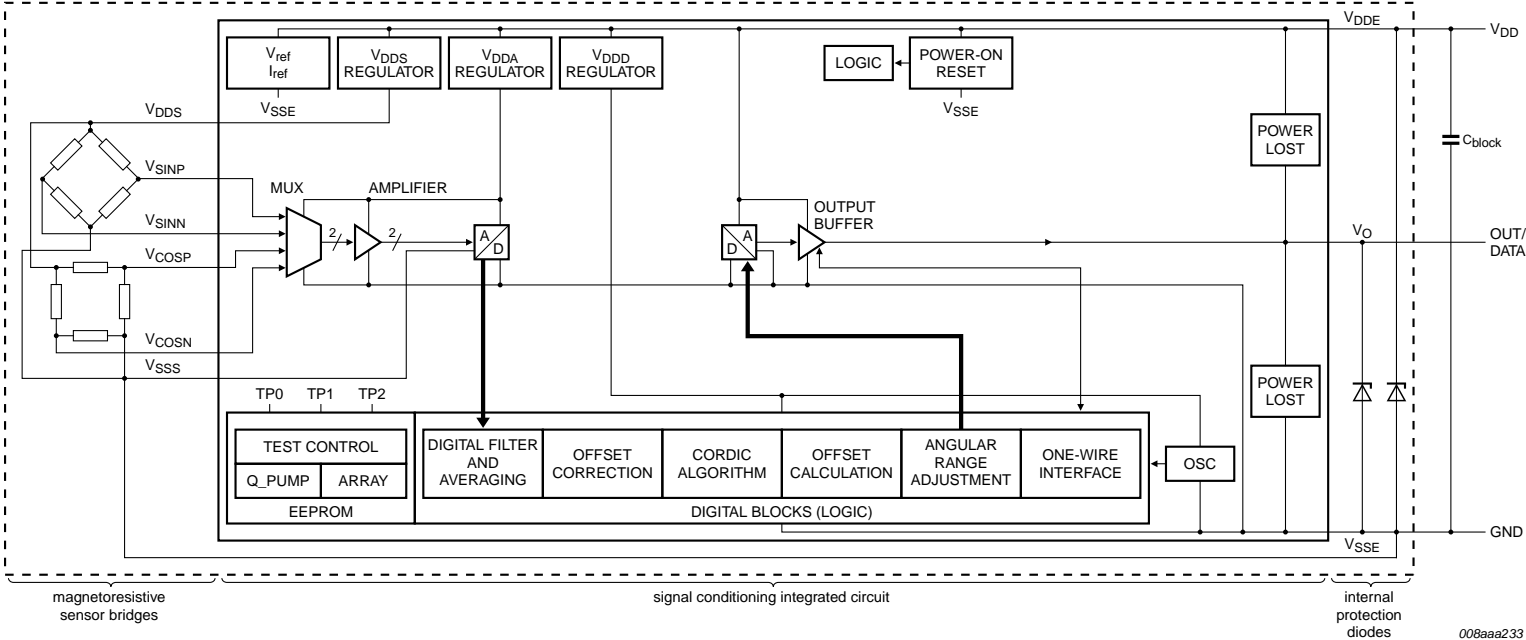 VDDE
VDD
Vref
Iref
VDDS
REGULATOR
VDDA
REGULATOR
VDDD
REGULATOR
LOGIC
POWER-ON
RESET
VSSE
VSSE
VDDS
POWER
LOST
Cblock
VSINP
MUX
AMPLIFIER
VSINN
OUTPUT
BUFFER
2
2
A
D
D
A
VO
OUT/
DATA
VCOSP
VCOSN
VSSS
POWER
LOST
TP0
TP1
TP2
TEST CONTROL
Q_PUMP
ARRAY
EEPROM
DIGITAL FILTER
AND
AVERAGING
OFFSET
CORRECTION
CORDIC
ALGORITHM
OFFSET
CALCULATION
ANGULAR
RANGE
ADJUSTMENT
ONE-WIRE
INTERFACE
DIGITAL BLOCKS (LOGIC)
OSC
GND
VSSE
magnetoresistive
sensor bridges
signal conditioning integrated circuit
internal
protection
diodes
008aaa233